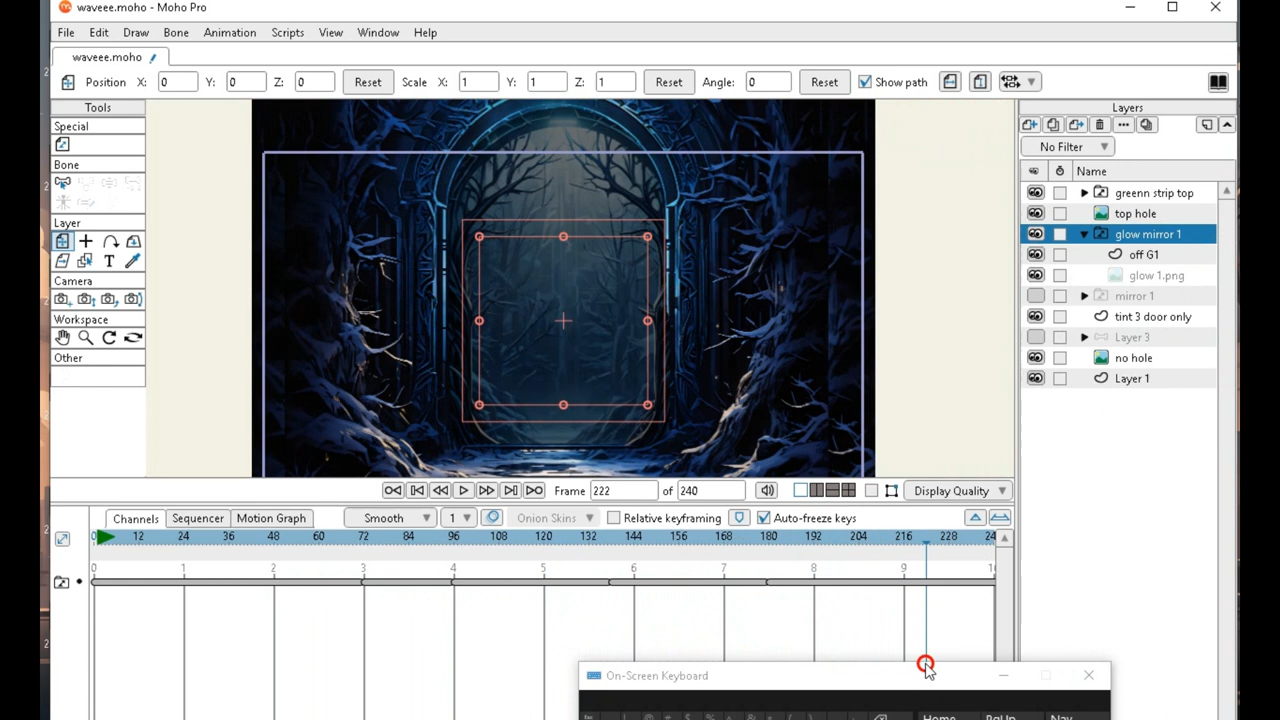 waveee.moho - Moho Pro
File Edit Draw Bone Animation Scripts View Window Help
waveee.moho
Position X: 0 Y: 0 Z: 0 Reset Scale X: 1 Y: 1 Z: 1 Reset Angle: 0 Reset Show path
Tools
Special
Bone
Layer
T
Camera
Workspace
Other
Layers
No Filter
Name
greenn strip top
top hole
glow mirror 1
off G1
glow 1.png
mirror 1
tint 3 door only
Layer 3
no hole
Layer 1
Frame 222 of 240 Display Quality
Channels Sequencer Motion Graph Smooth 1 Onion Skins Relative keyframing Auto-freeze keys
0 12 24 36 48 60 72 84 96 108 120 132 144 156 168 180 192 204 216 228 24
0 1 2 3 4 5 6 7 8 9 1
On-Screen Keyboard
Home PgUp Nav